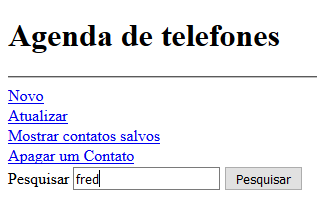 Agenda de telefones
Novo
Atualizar
Mostrar contatos salvos
Apagar um Contato
Pesquisar fred Pesquisar